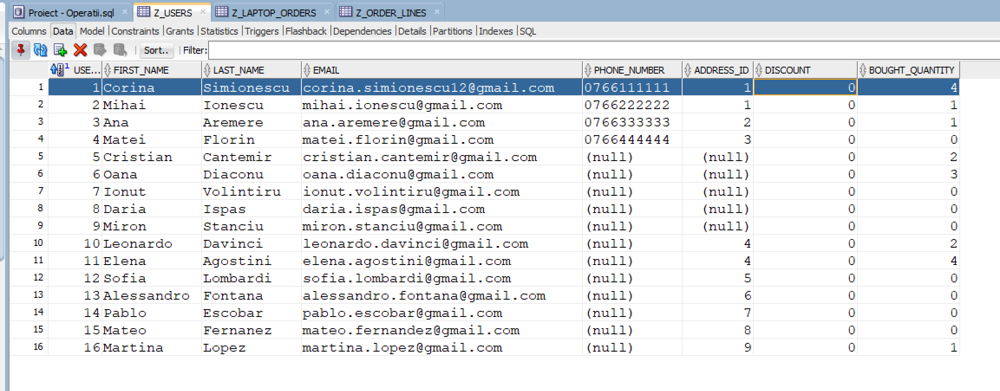 Proiect - Operatii.sql Z_USERS Z_LAPTOP_ORDERS Z_ORDER_LINES
Columns Data Model Constraints Grants Statistics Triggers Flashback Dependencies Details Partitions Indexes SQL
Sort.. Filter:
1 USE... FIRST_NAME LAST_NAME EMAIL PHONE_NUMBER ADDRESS_ID DISCOUNT BOUGHT_QUANTITY
1 1 Corina Simionescu corina.simionescu12@gmail.com 0766111111 1 0 4
2 2 Mihai Ionescu mihai.ionescu@gmail.com 0766222222 1 0 1
3 3 Ana Aremere ana.aremere@gmail.com 0766333333 2 0 1
4 4 Matei Florin matei.florin@gmail.com 0766444444 3 0 0
5 5 Cristian Cantemir cristian.cantemir@gmail.com (null) (null) 0 2
6 6 Oana Diaconu oana.diaconu@gmail.com (null) (null) 0 3
7 7 Ionut Volintiru ionut.volintiru@gmail.com (null) (null) 0 0
8 8 Daria Ispas daria.ispas@gmail.com (null) (null) 0 0
9 9 Miron Stanciu miron.stanciu@gmail.com (null) (null) 0 0
10 10 Leonardo Davinci leonardo.davinci@gmail.com (null) 4 0 2
11 11 Elena Agostini elena.agostini@gmail.com (null) 4 0 4
12 12 Sofia Lombardi sofia.lombardi@gmail.com (null) 5 0 0
13 13 Alessandro Fontana alessandro.fontana@gmail.com (null) 6 0 0
14 14 Pablo Escobar pablo.escobar@gmail.com (null) 7 0 0
15 15 Mateo Fernanez mateo.fernandez@gmail.com (null) 8 0 0
16 16 Martina Lopez martina.lopez@gmail.com (null) 9 0 1